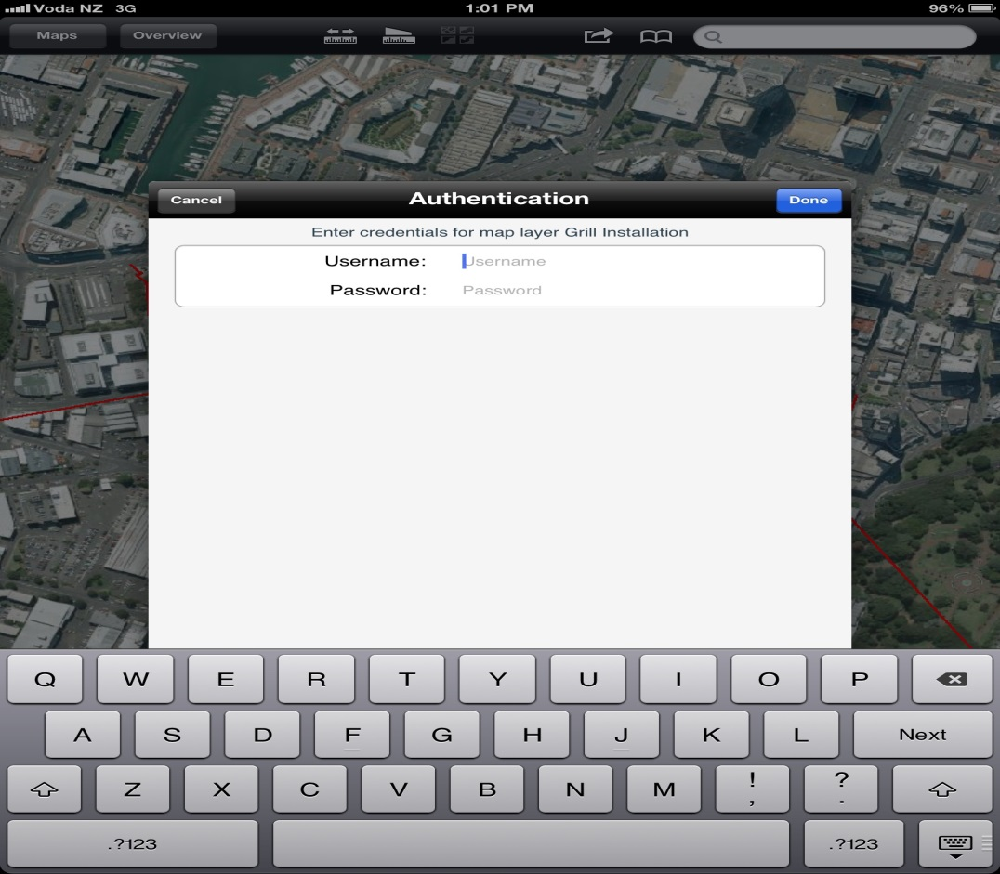 Voda NZ 3G 1:01 PM 96%
Maps Overview
Cancel Authentication Done
Enter credentials for map layer Grill Installation
Username: Username
Password: Password
Q W E R T Y U I O P
A S D F G H J K L Next
Z X C V B N M ! , ? .
.?123 .?123